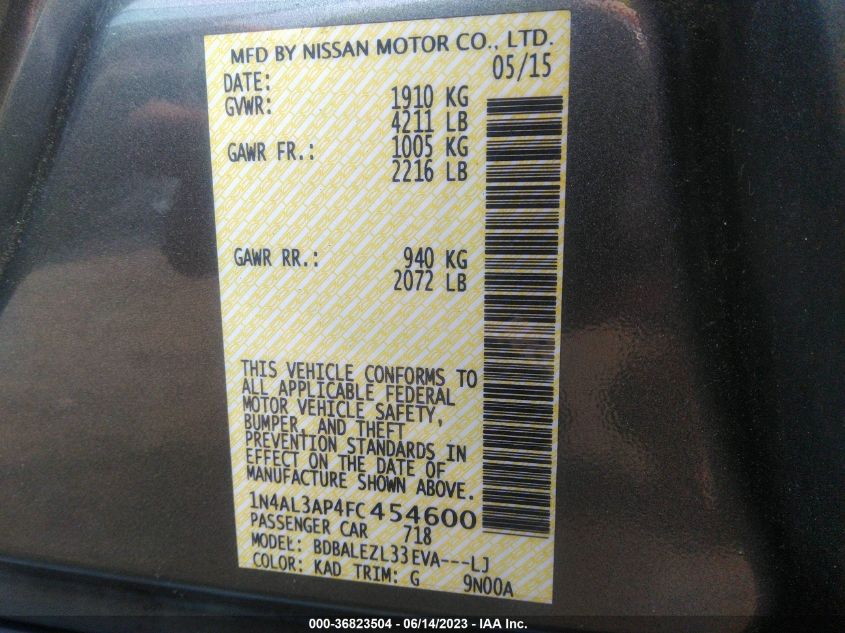 MFD BY NISSAN MOTOR CO., LTD.
DATE: 05/15
GVWR: 1910 KG
4211 LB
GAWR FR.: 1005 KG
2216 LB
GAWR RR.: 940 KG
2072 LB
THIS VEHICLE CONFORMS TO
ALL APPLICABLE FEDERAL
MOTOR VEHICLE SAFETY,
BUMPER, AND THEFT
PREVENTION STANDARDS IN
EFFECT ON THE DATE OF
MANUFACTURE SHOWN ABOVE.
1N4AL3AP4FC454600
PASSENGER CAR 718
MODEL: BDBALEZL33EVA---LJ
COLOR: KAD TRIM: G 9N00A
000-36823504 - 06/14/2023 - IAA Inc.